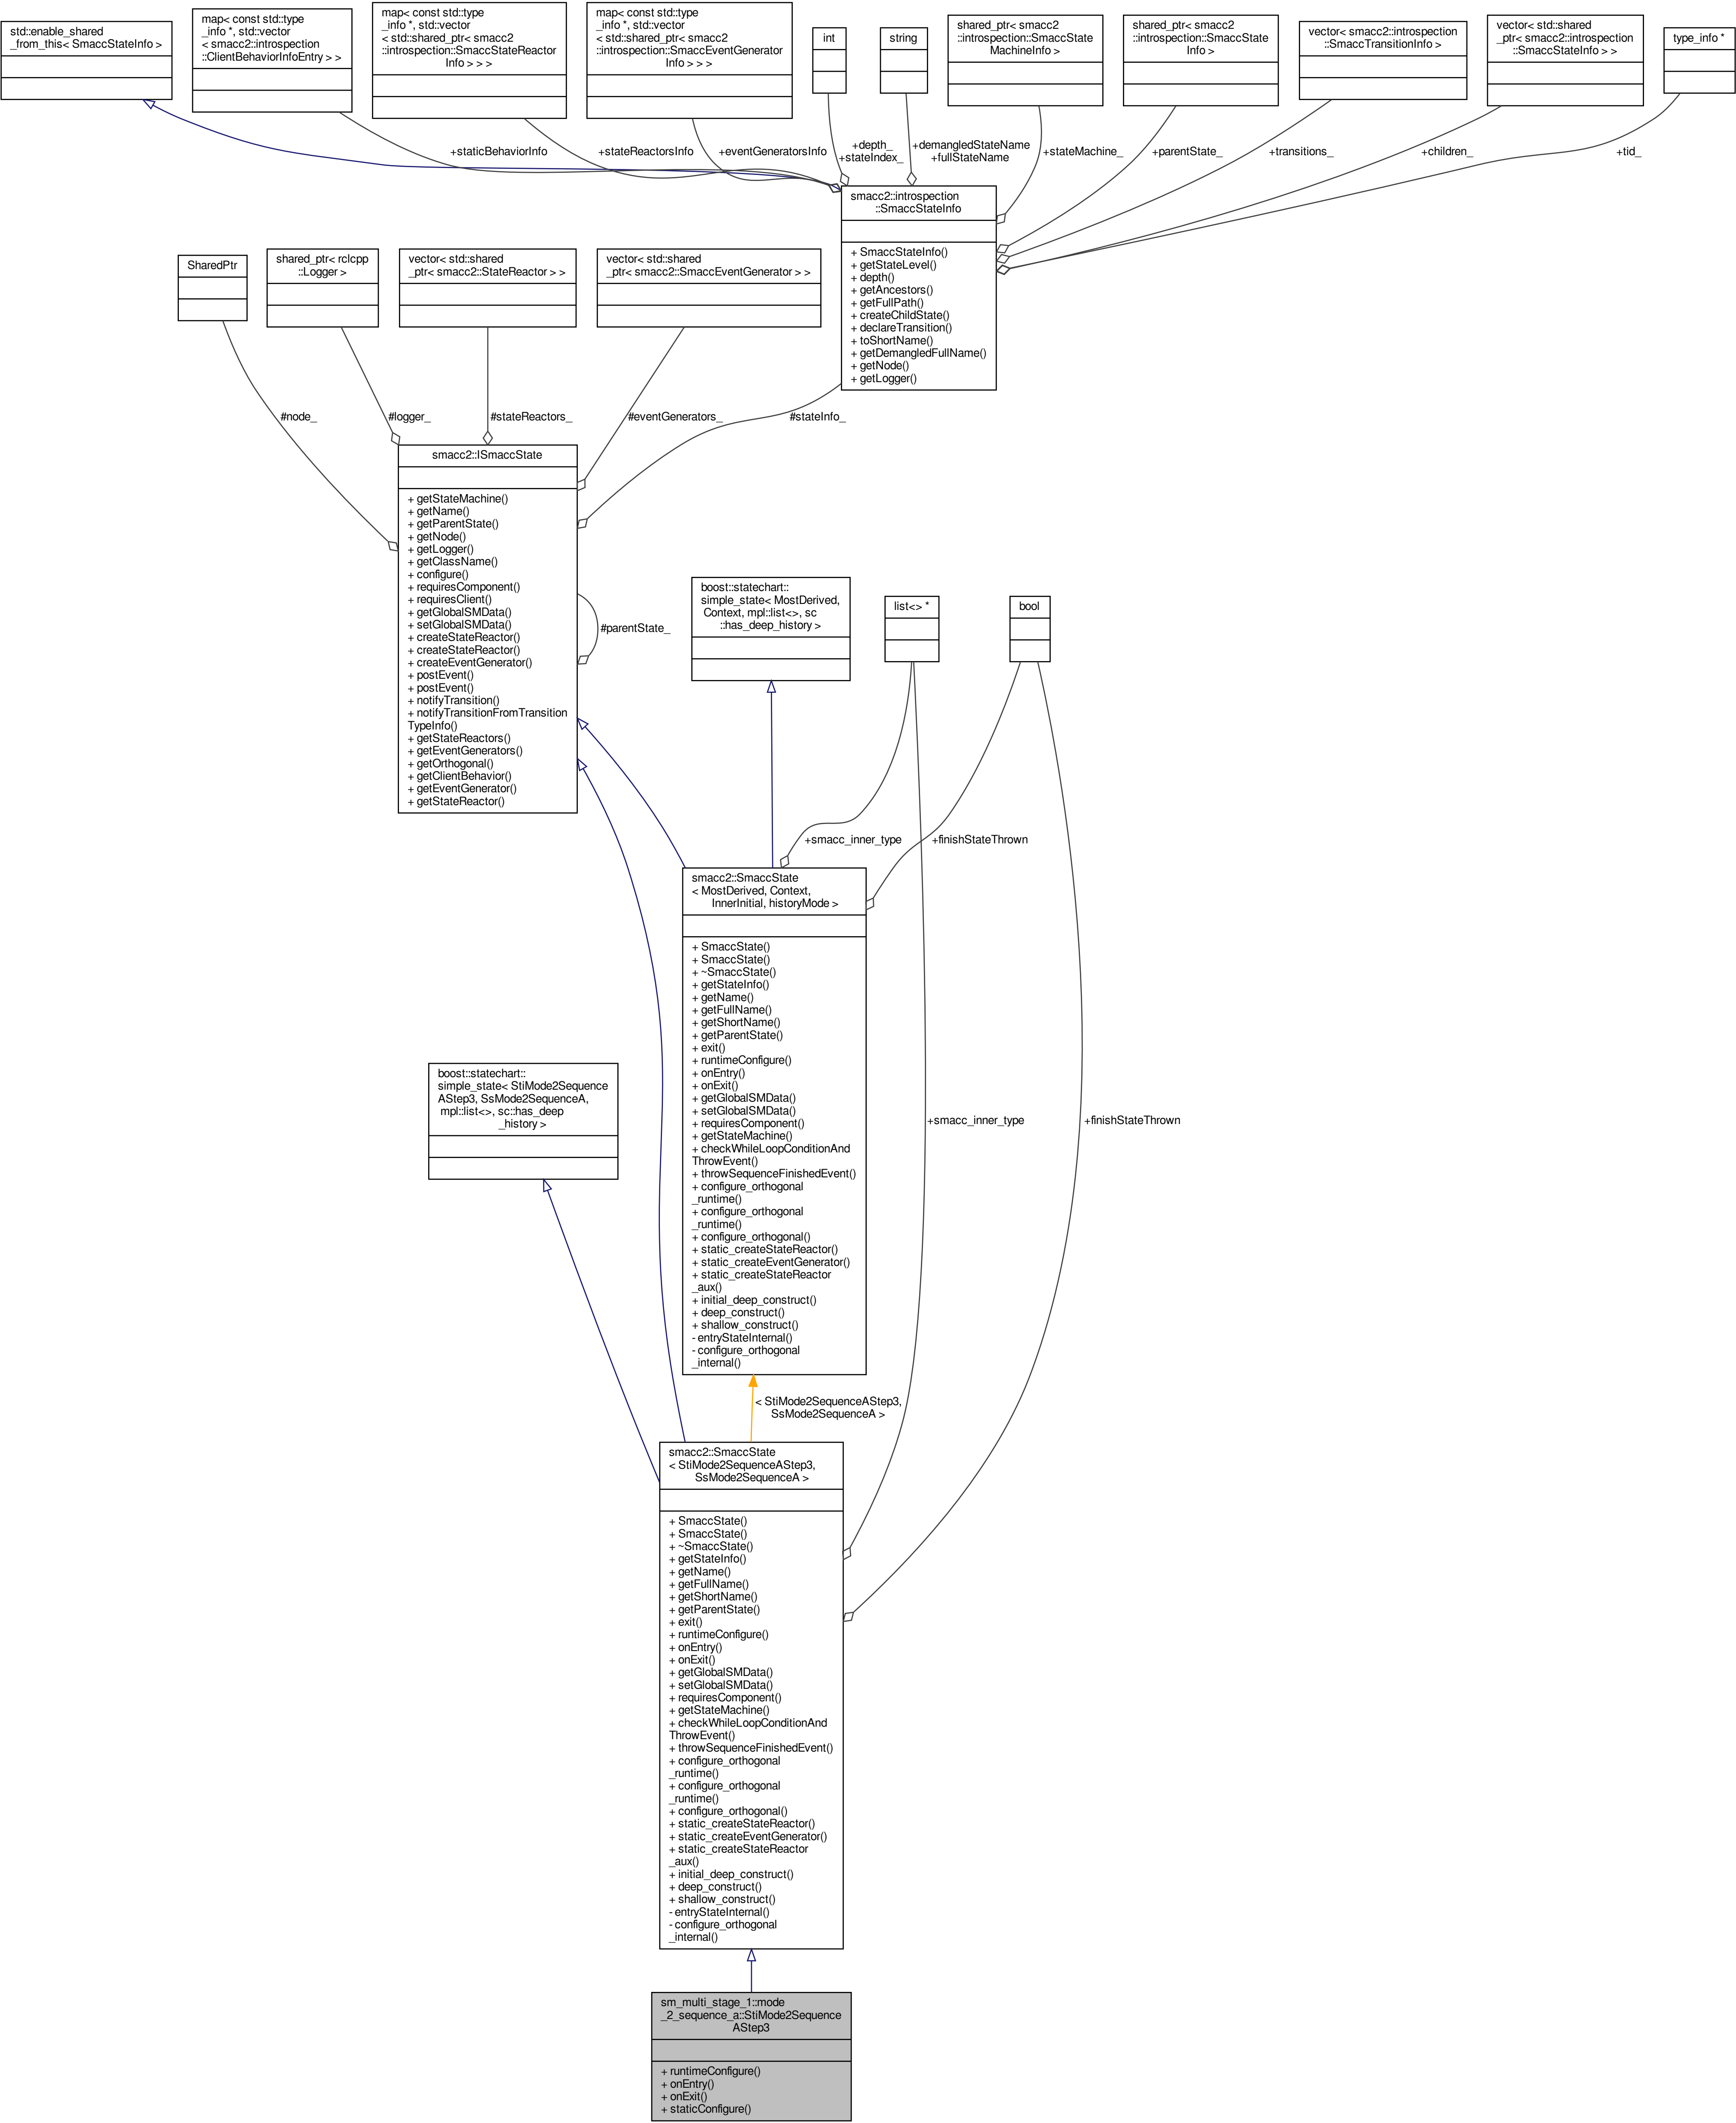 std::enable_shared
_from_this< SmaccStateInfo >
map< const std::type
_info *, std::vector
< smacc2::introspection
::ClientBehaviorInfoEntry > >
map< const std::type
_info *, std::vector
< std::shared_ptr< smacc2
::introspection::SmaccStateReactor
Info > > >
map< const std::type
_info *, std::vector
< std::shared_ptr< smacc2
::introspection::SmaccEventGenerator
Info > > >
int
string
shared_ptr< smacc2
::introspection::SmaccState
MachineInfo >
shared_ptr< smacc2
::introspection::SmaccState
Info >
vector< smacc2::introspection
::SmaccTransitionInfo >
vector< std::shared
_ptr< smacc2::introspection
::SmaccStateInfo > >
type_info *
+staticBehaviorInfo
+stateReactorsInfo
+eventGeneratorsInfo
+depth_
+stateIndex_
+demangledStateName
+fullStateName
+stateMachine_
+parentState_
+transitions_
+children_
+tid_
smacc2::introspection
::SmaccStateInfo
+ SmaccStateInfo()
+ getStateLevel()
+ depth()
+ getAncestors()
+ getFullPath()
+ createChildState()
+ declareTransition()
+ toShortName()
+ getDemangledFullName()
+ getNode()
+ getLogger()
SharedPtr
shared_ptr< rclcpp
::Logger >
vector< std::shared
_ptr< smacc2::StateReactor > >
vector< std::shared
_ptr< smacc2::SmaccEventGenerator > >
#node_
#logger_
#stateReactors_
#eventGenerators_
#stateInfo_
smacc2::ISmaccState
+ getStateMachine()
+ getName()
+ getParentState()
+ getNode()
+ getLogger()
+ getClassName()
+ configure()
+ requiresComponent()
+ requiresClient()
+ getGlobalSMData()
+ setGlobalSMData()
+ createStateReactor()
+ createStateReactor()
+ createEventGenerator()
+ postEvent()
+ postEvent()
+ notifyTransition()
+ notifyTransitionFromTransition
TypeInfo()
+ getStateReactors()
+ getEventGenerators()
+ getOrthogonal()
+ getClientBehavior()
+ getEventGenerator()
+ getStateReactor()
#parentState_
boost::statechart::
simple_state< MostDerived,
Context, mpl::list<>, sc
::has_deep_history >
list<> *
bool
+smacc_inner_type
+finishStateThrown
smacc2::SmaccState
< MostDerived, Context,
InnerInitial, historyMode >
+ SmaccState()
+ SmaccState()
+ ~SmaccState()
+ getStateInfo()
+ getName()
+ getFullName()
+ getShortName()
+ getParentState()
+ exit()
+ runtimeConfigure()
+ onEntry()
+ onExit()
+ getGlobalSMData()
+ setGlobalSMData()
+ requiresComponent()
+ getStateMachine()
+ checkWhileLoopConditionAnd
ThrowEvent()
+ throwSequenceFinishedEvent()
+ configure_orthogonal
_runtime()
+ configure_orthogonal
_runtime()
+ configure_orthogonal()
+ static_createStateReactor()
+ static_createEventGenerator()
+ static_createStateReactor
_aux()
+ initial_deep_construct()
+ deep_construct()
+ shallow_construct()
- entryStateInternal()
- configure_orthogonal
_internal()
boost::statechart::
simple_state< StiMode2Sequence
AStep3, SsMode2SequenceA,
mpl::list<>, sc::has_deep
_history >
+smacc_inner_type
+finishStateThrown
< StiMode2SequenceAStep3,
SsMode2SequenceA >
smacc2::SmaccState
< StiMode2SequenceAStep3,
SsMode2SequenceA >
+ SmaccState()
+ SmaccState()
+ ~SmaccState()
+ getStateInfo()
+ getName()
+ getFullName()
+ getShortName()
+ getParentState()
+ exit()
+ runtimeConfigure()
+ onEntry()
+ onExit()
+ getGlobalSMData()
+ setGlobalSMData()
+ requiresComponent()
+ getStateMachine()
+ checkWhileLoopConditionAnd
ThrowEvent()
+ throwSequenceFinishedEvent()
+ configure_orthogonal
_runtime()
+ configure_orthogonal
_runtime()
+ configure_orthogonal()
+ static_createStateReactor()
+ static_createEventGenerator()
+ static_createStateReactor
_aux()
+ initial_deep_construct()
+ deep_construct()
+ shallow_construct()
- entryStateInternal()
- configure_orthogonal
_internal()
sm_multi_stage_1::mode
_2_sequence_a::StiMode2Sequence
AStep3
+ runtimeConfigure()
+ onEntry()
+ onExit()
+ staticConfigure()